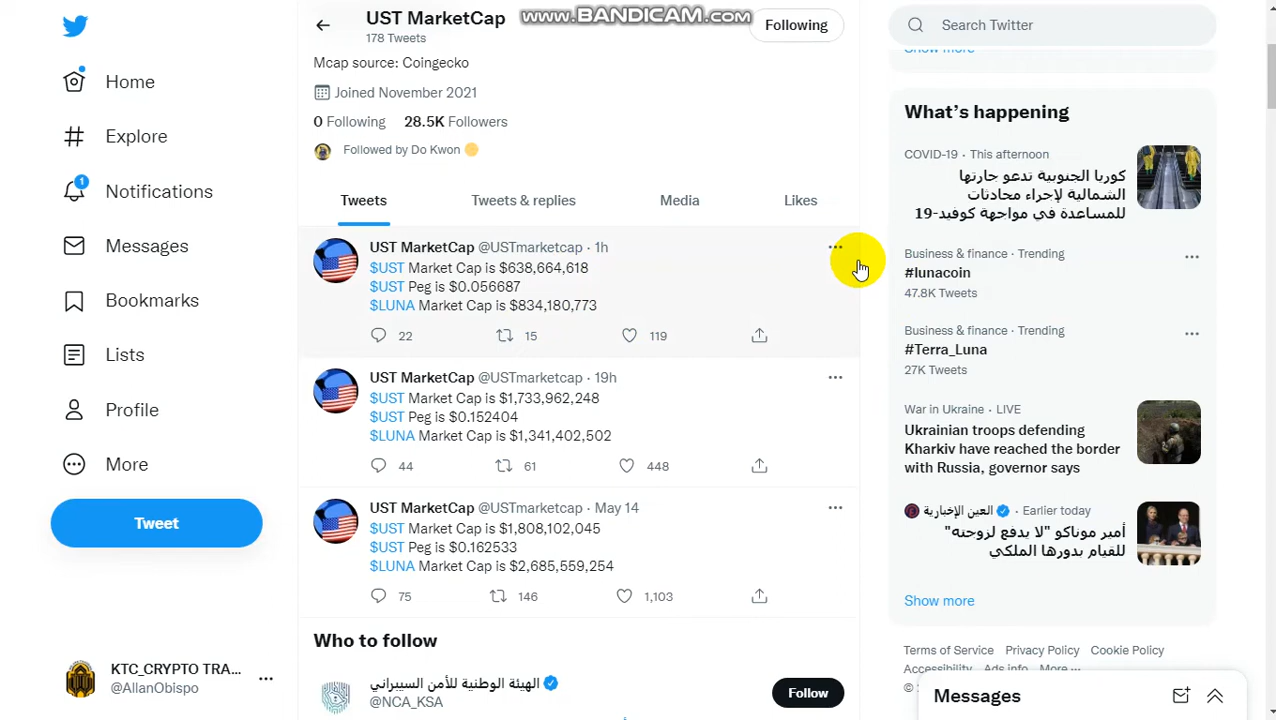 www.BANDICAM.com
Home
Explore
1
Notifications
Messages
Bookmarks
Lists
Profile
More
Tweet
KTC_CRYPTO TRA...
@AllanObispo
UST MarketCap
178 Tweets
Following
Mcap source: Coingecko
Joined November 2021
0 Following 28.5K Followers
Followed by Do Kwon
Tweets Tweets & replies Media Likes
UST MarketCap @USTmarketcap · 1h
$UST Market Cap is $638,664,618
$UST Peg is $0.056687
$LUNA Market Cap is $834,180,773
22 15 119
UST MarketCap @USTmarketcap · 19h
$UST Market Cap is $1,733,962,248
$UST Peg is $0.152404
$LUNA Market Cap is $1,341,402,502
44 61 448
UST MarketCap @USTmarketcap · May 14
$UST Market Cap is $1,808,102,045
$UST Peg is $0.162533
$LUNA Market Cap is $2,685,559,254
75 146 1,103
Who to follow
الهيئة الوطنية للأمن السيبراني
@NCA_KSA
Follow
Search Twitter
Show more
What's happening
COVID-19 · This afternoon
كوريا الجنوبية تدعو جارتها
الشمالية لإجراء محادثات
للمساعدة في مواجهة كوفيد-19
Business & finance · Trending
#lunacoin
47.8K Tweets
Business & finance · Trending
#Terra_Luna
27K Tweets
War in Ukraine · LIVE
Ukrainian troops defending
Kharkiv have reached the border
with Russia, governor says
العين الإخبارية · Earlier today
أمير موناكو "لا يدفع لزوجته"
للقيام بدورها الملكي
Show more
Terms of Service Privacy Policy Cookie Policy
Accessibility Ads info More ...
©
Messages